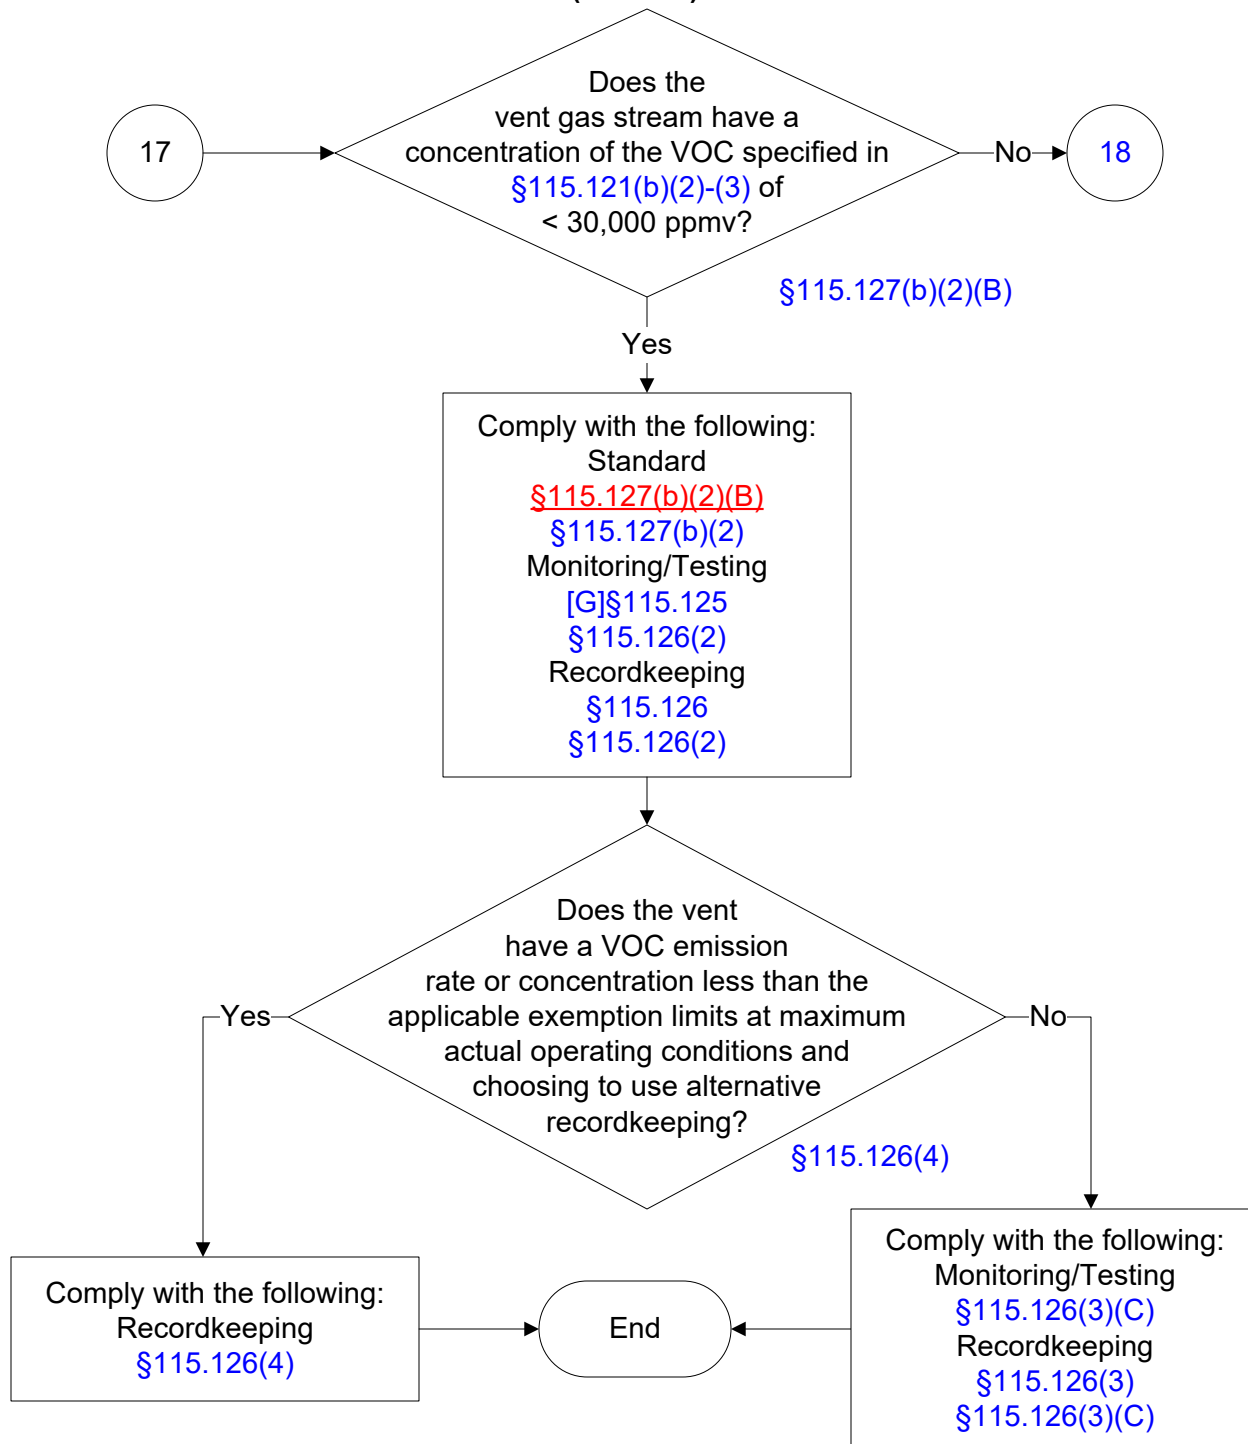 17
Does the
vent gas stream have a
concentration of the VOC specified in
§115.121(b)(2)-(3) of
< 30,000 ppmv?
No
18
§115.127(b)(2)(B)
Yes
Comply with the following:
Standard
§115.127(b)(2)(B)
§115.127(b)(2)
Monitoring/Testing
[G]§115.125
§115.126(2)
Recordkeeping
§115.126
§115.126(2)
Does the vent
have a VOC emission
rate or concentration less than the
applicable exemption limits at maximum
actual operating conditions and
choosing to use alternative
recordkeeping?
Yes
No
§115.126(4)
Comply with the following:
Recordkeeping
§115.126(4)
End
Comply with the following:
Monitoring/Testing
§115.126(3)(C)
Recordkeeping
§115.126(3)
§115.126(3)(C)